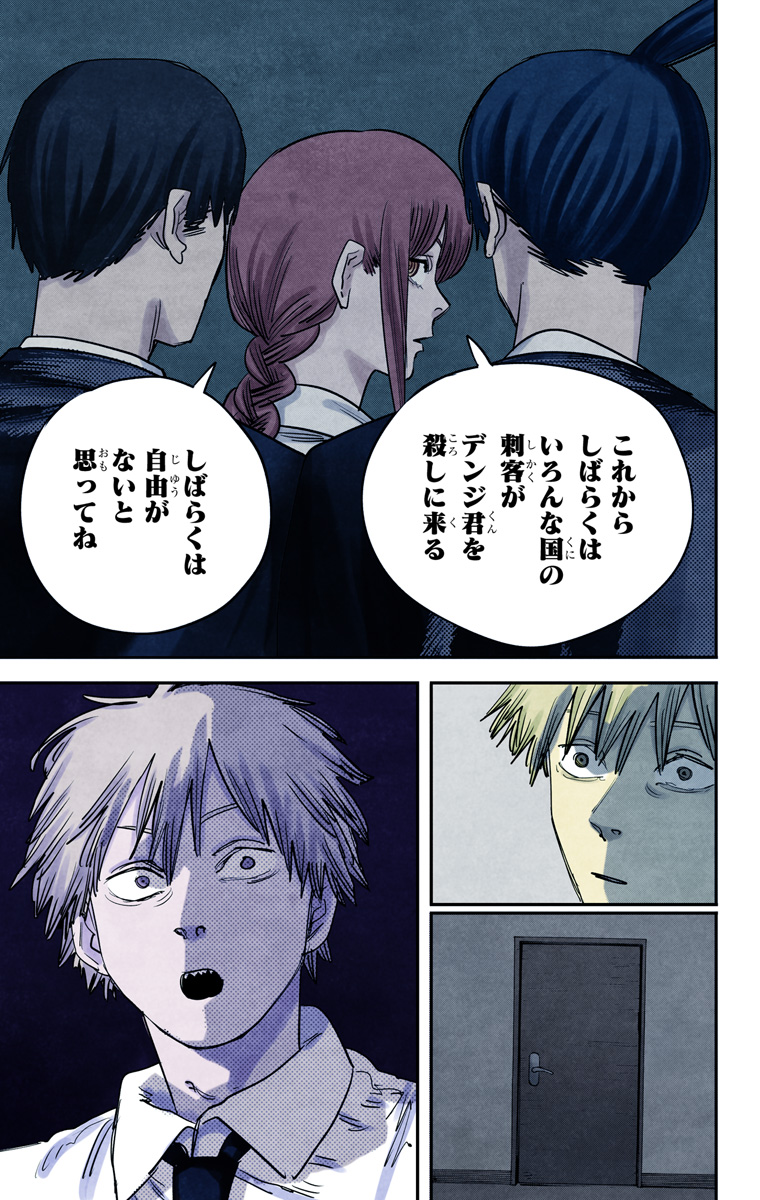 これから
しばらくは
いろんな国の
刺客が
デンジ君を
殺しに来る
しばらくは
自由が
ないと
思ってね